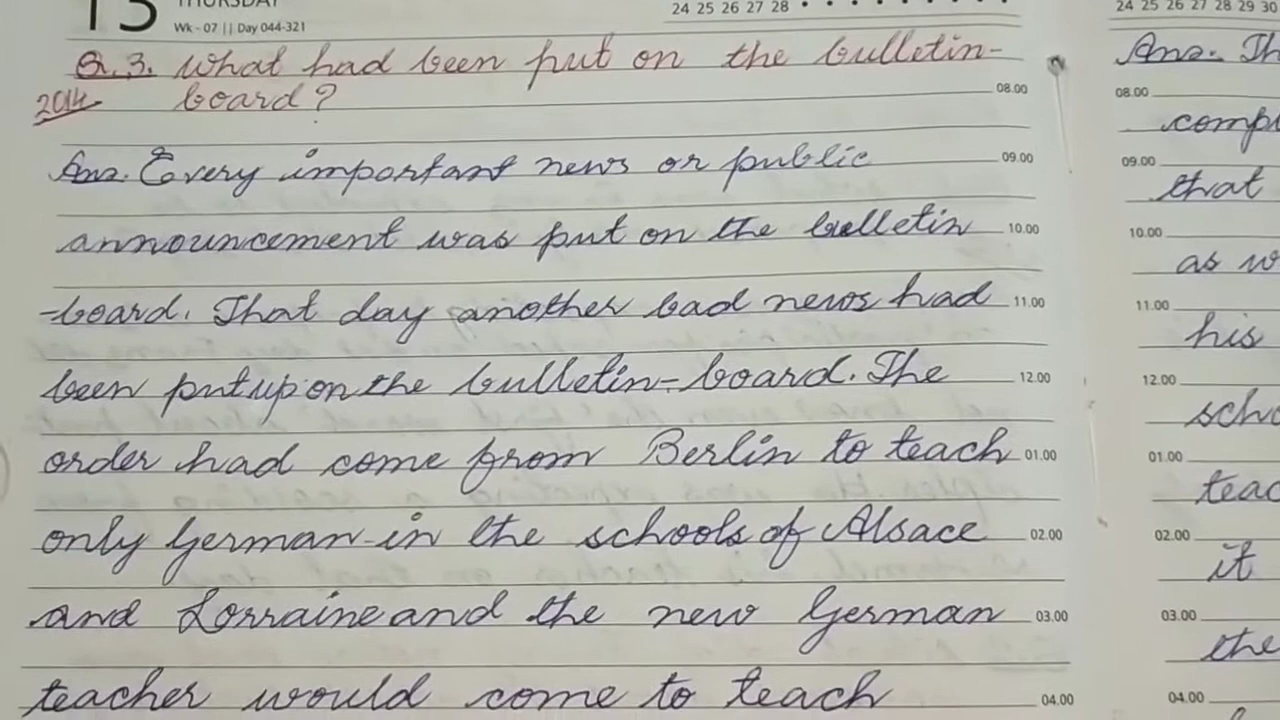 13 THURSDAY
Wk - 07 || Day 044-321
24 25 26 27 28
Q.3. What had been put on the bulletin-
2014 board?
08.00
Ans. Every important news or public
09.00
announcement was put on the bulletin
10.00
-board. That day another bad news had
11.00
been put up on the bulletin-board. The
12.00
order had come from Berlin to teach
01.00
only German in the schools of Alsace
02.00
and Lorraine and the new German
03.00
teacher would come to teach
04.00
24 25 26 27 28 29 30
Ans. Th
08.00
comp
09.00
that
10.00
as w
11.00
his
12.00
scho
01.00
teac
02.00
it
03.00
the
04.00